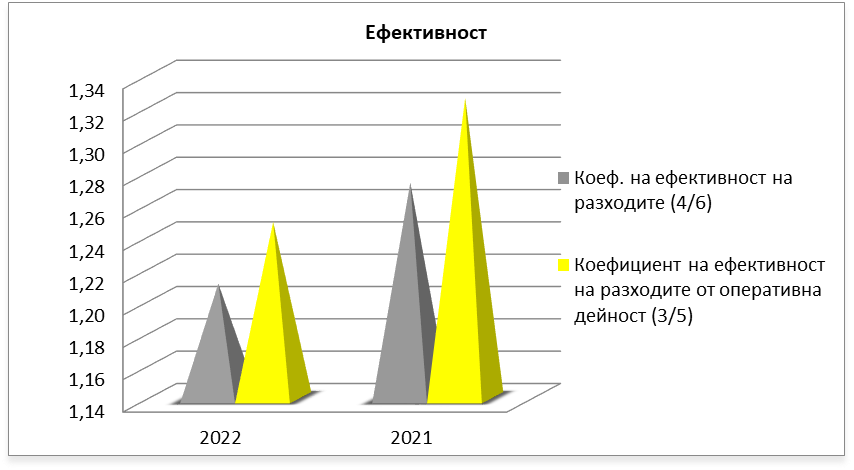 Ефективност
1,34
1,32
1,30
1,28
1,26
1,24
1,22
1,20
1,18
1,16
1,14
2022
2021
Коеф. на ефективност на
разходите (4/6)
Коефициент на ефективност
на разходите от оперативна
дейност (3/5)